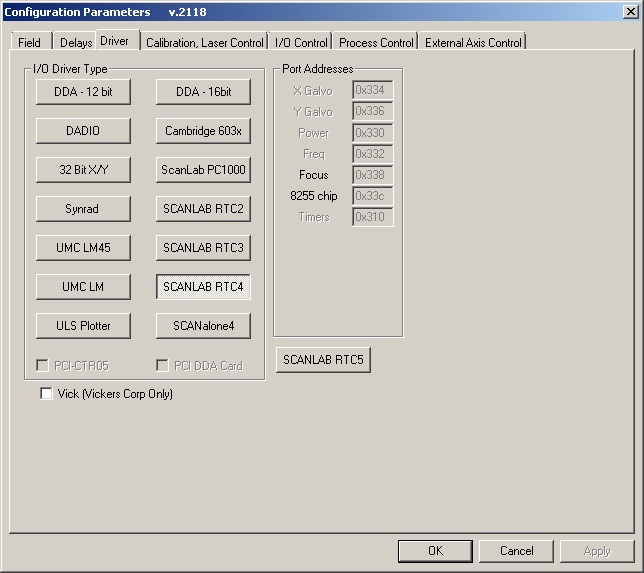 Configuration Parameters v.2118
Field Delays Driver Calibration, Laser Control I/O Control Process Control External Axis Control
I/O Driver Type
DDA - 12 bit DDA - 16bit
DADIO Cambridge 603x
32 Bit X/Y ScanLab PC1000
Synrad SCANLAB RTC2
UMC LM45 SCANLAB RTC3
UMC LM SCANLAB RTC4
ULS Plotter SCANalone4
PCI-CTR05 PCI DDA Card
Vick (Vickers Corp Only)
Port Addresses
X Galvo 0x334
Y Galvo 0x336
Power 0x330
Freq 0x332
Focus 0x338
8255 chip 0x33c
Timers 0x310
SCANLAB RTC5
OK Cancel Apply